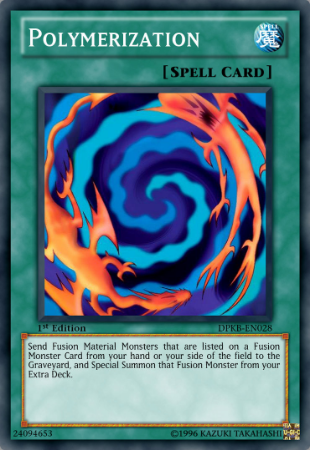 POLYMERIZATION
SPELL
魔
[SPELL CARD]
1st Edition
DPKB-EN028
Send Fusion Material Monsters that are listed on a Fusion
Monster Card from your hand or your side of the field to the
Graveyard, and Special Summon that Fusion Monster from your
Extra Deck.
24094653
©1996 KAZUKI TAKAHASHI